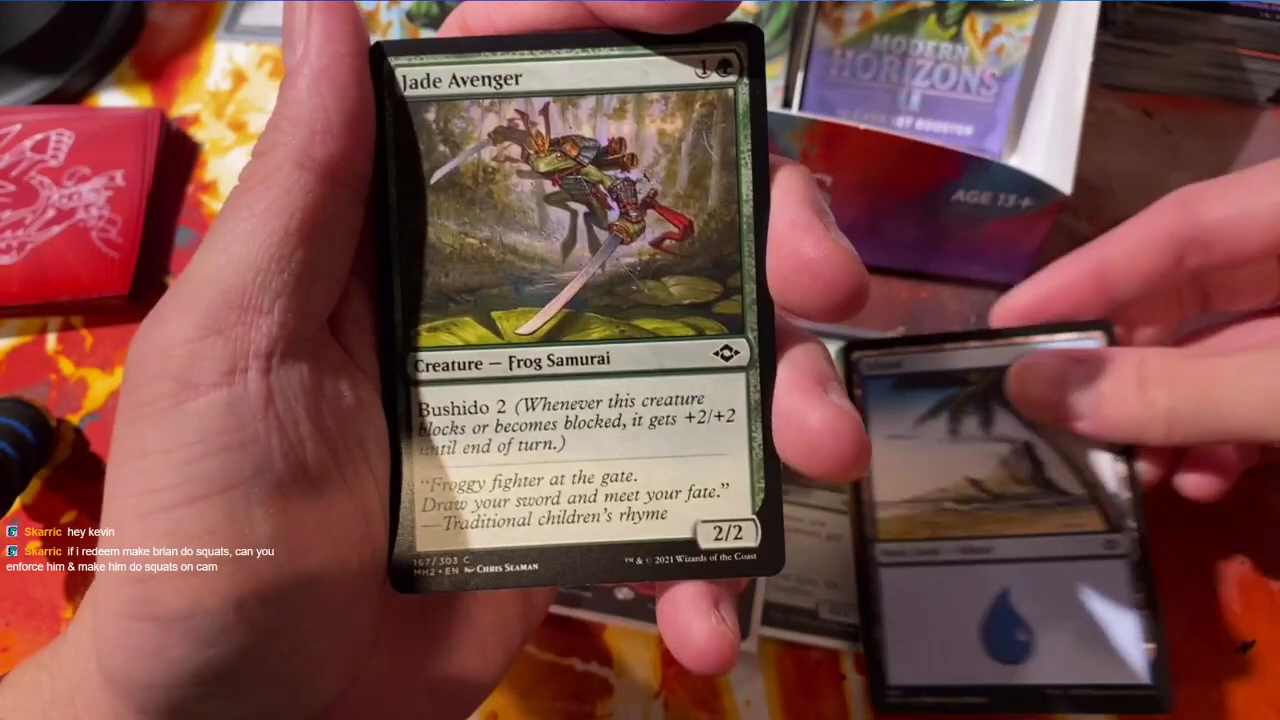 Jade Avenger
1
MODERN
HORIZONS
AGE 13+
Creature — Frog Samurai
Bushido 2 (Whenever this creature
blocks or becomes blocked, it gets +2/+2
until end of turn.)
“Froggy fighter at the gate.
Draw your sword and meet your fate.”
—Traditional children’s rhyme
2/2
167/303 C
MH2 • EN Chris Seaman
™ & © 2021 Wizards of the Coast
Skarric hey kevin
Skarric if i redeem make brian do squats, can you
enforce him & make him do squats on cam